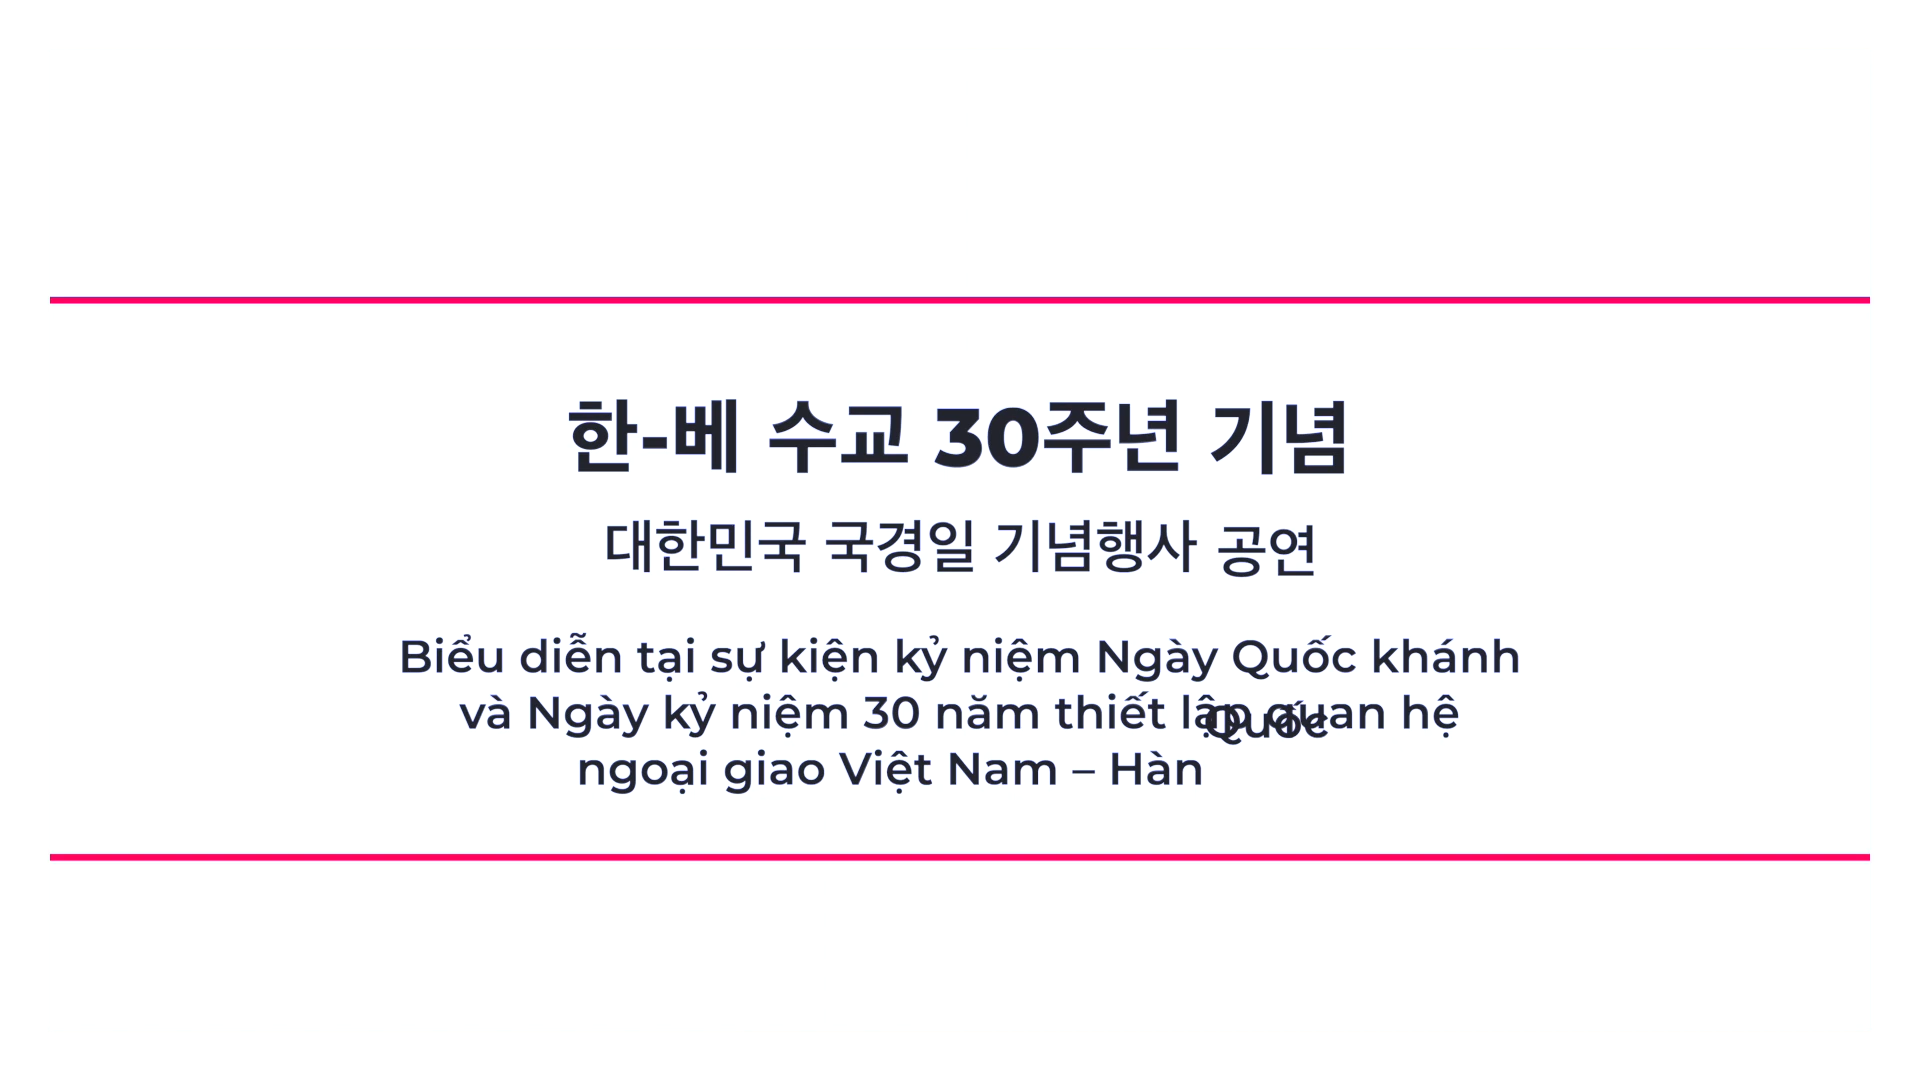 한-베 수교 30주년 기념
대한민국 국경일 기념행사 공연
Biểu diễn tại sự kiện kỷ niệm Ngày Quốc khánh
và Ngày kỷ niệm 30 năm thiết lập quan hệ
ngoại giao Việt Nam – Hàn Quốc